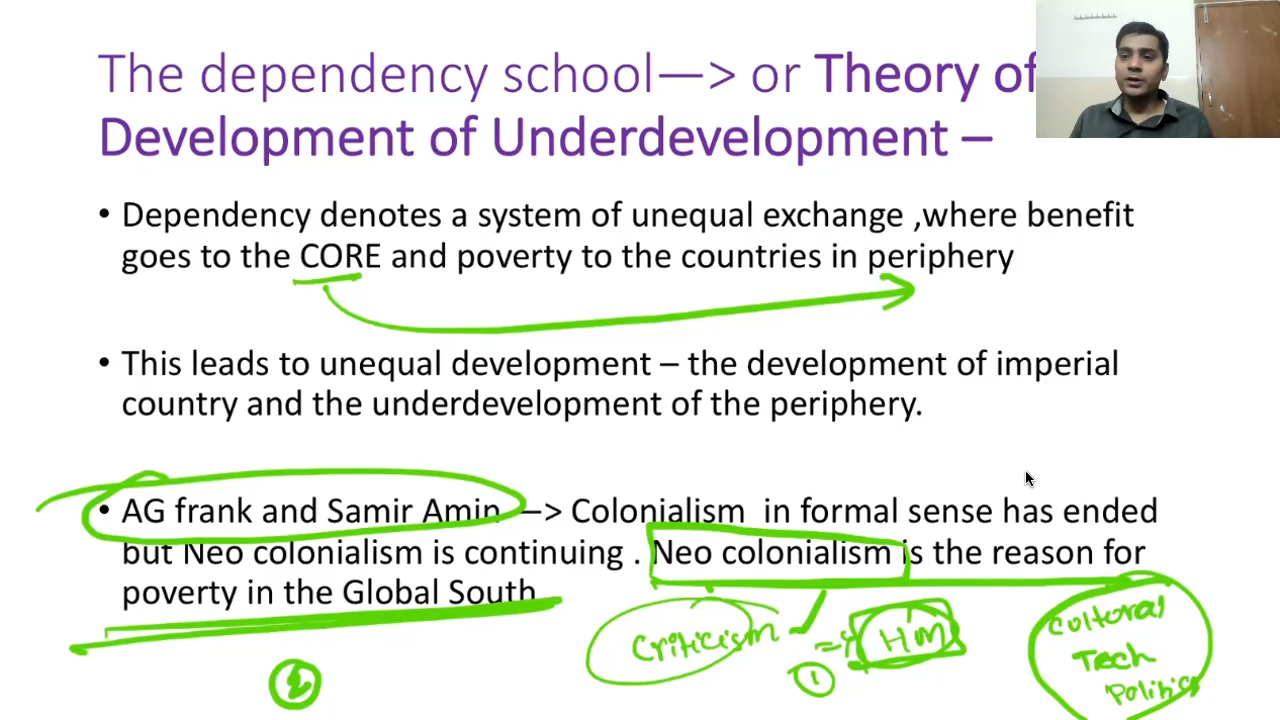 The dependency school—> or Theory of
Development of Underdevelopment –
• Dependency denotes a system of unequal exchange ,where benefit
goes to the CORE and poverty to the countries in periphery
• This leads to unequal development – the development of imperial
country and the underdevelopment of the periphery.
• AG frank and Samir Amin –> Colonialism in formal sense has ended
but Neo colonialism is continuing . Neo colonialism is the reason for
poverty in the Global South
Criticism
⇒
HM
1
Coltoral
Tech
Politics